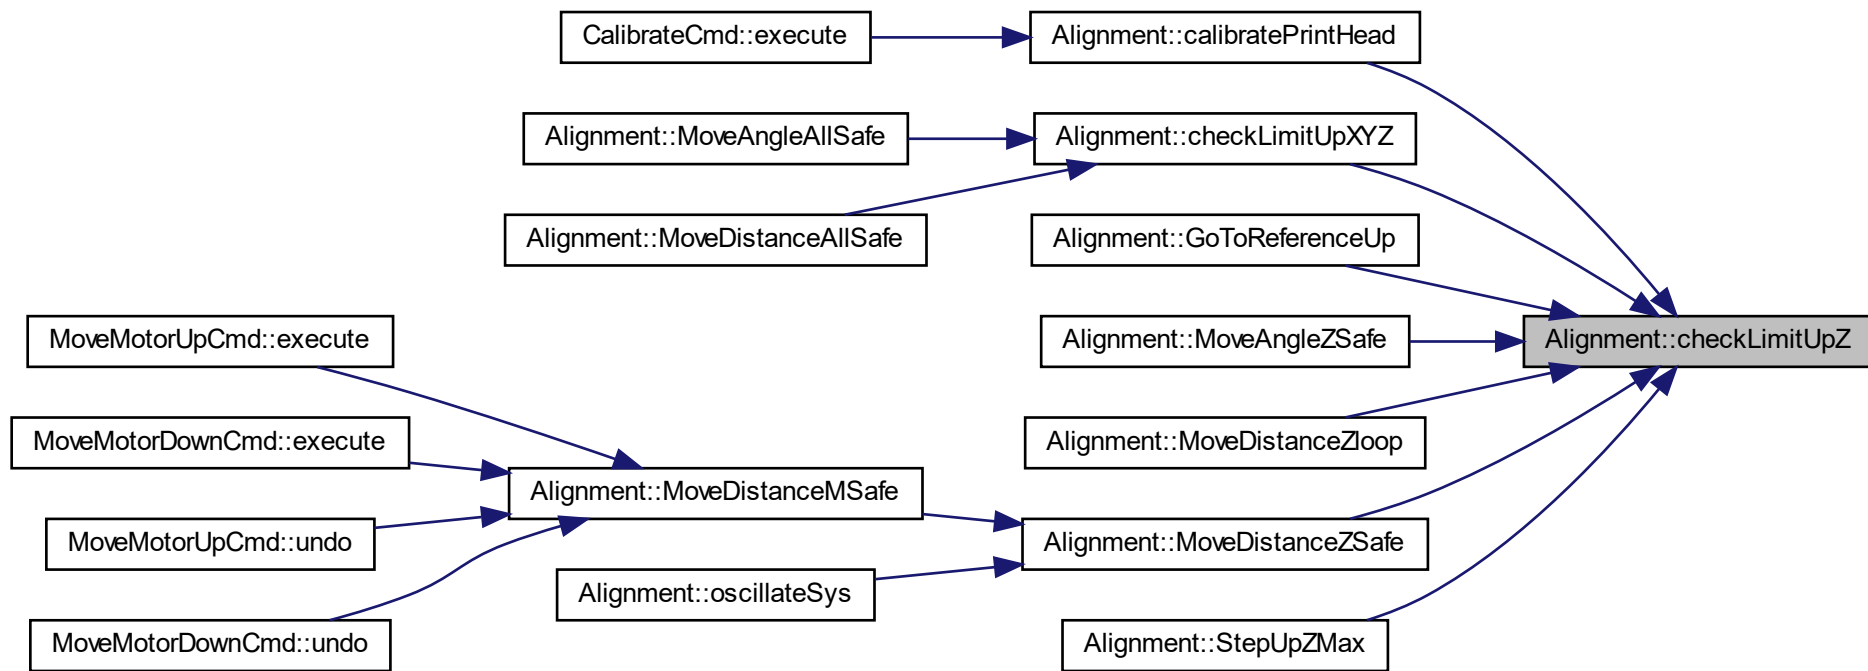 CalibrateCmd::execute
Alignment::calibratePrintHead
Alignment::MoveAngleAllSafe
Alignment::checkLimitUpXYZ
Alignment::MoveDistanceAllSafe
Alignment::GoToReferenceUp
MoveMotorUpCmd::execute
Alignment::MoveAngleZSafe
Alignment::checkLimitUpZ
MoveMotorDownCmd::execute
Alignment::MoveDistanceZloop
Alignment::MoveDistanceMSafe
MoveMotorUpCmd::undo
Alignment::MoveDistanceZSafe
Alignment::oscillateSys
MoveMotorDownCmd::undo
Alignment::StepUpZMax